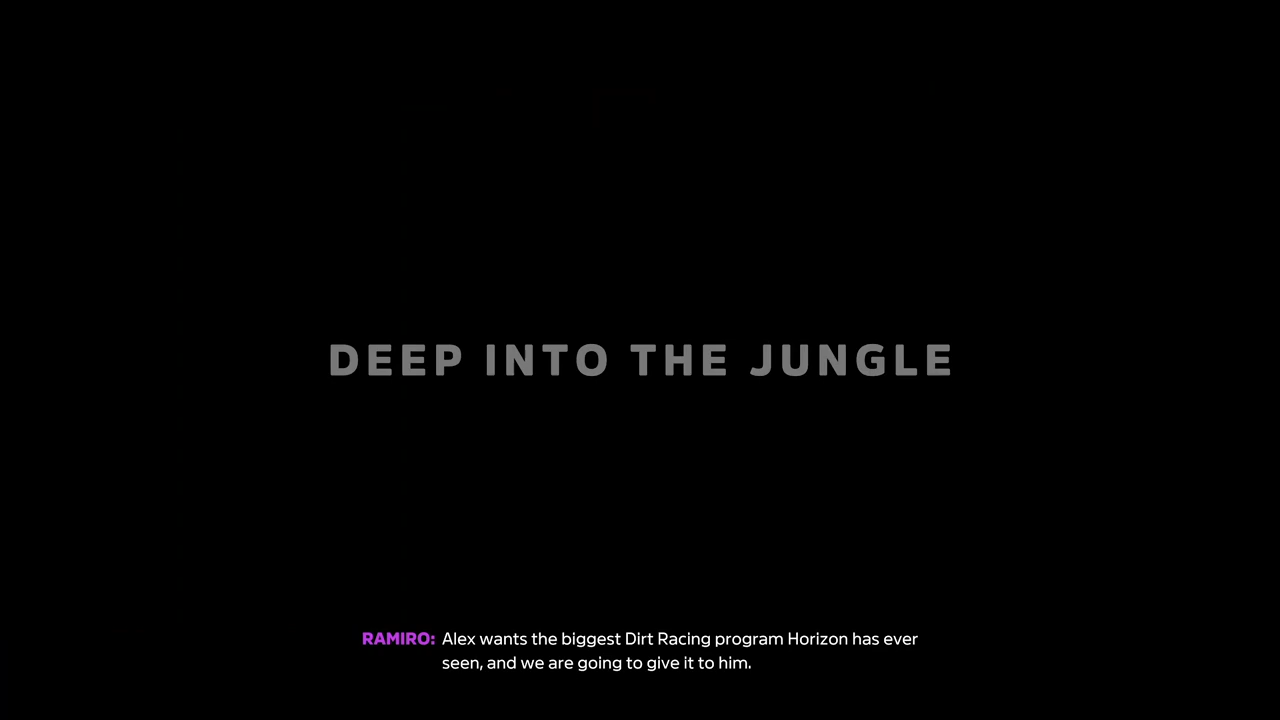 DEEP INTO THE JUNGLE
RAMIRO: Alex wants the biggest Dirt Racing program Horizon has ever
seen, and we are going to give it to him.